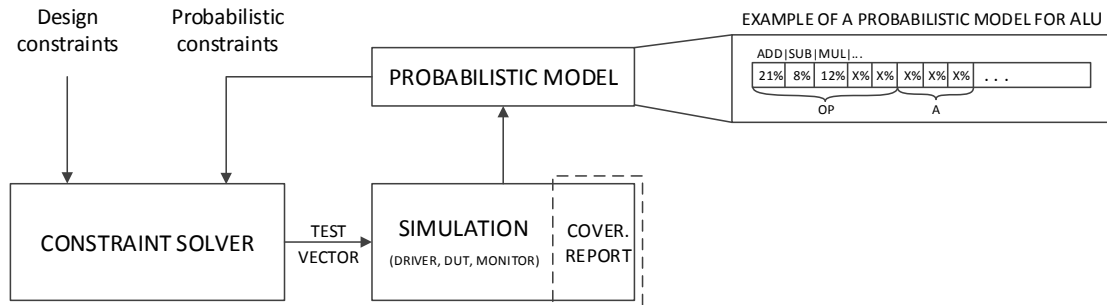 Design
constraints
Probabilistic
constraints
EXAMPLE OF A PROBABILISTIC MODEL FOR ALU
PROBABILISTIC MODEL
ADD|SUB|MUL|...
21% 8% 12% X% X% X% X% X% ...
OP A
CONSTRAINT SOLVER
TEST
VECTOR
SIMULATION
(DRIVER, DUT, MONITOR)
COVER.
REPORT